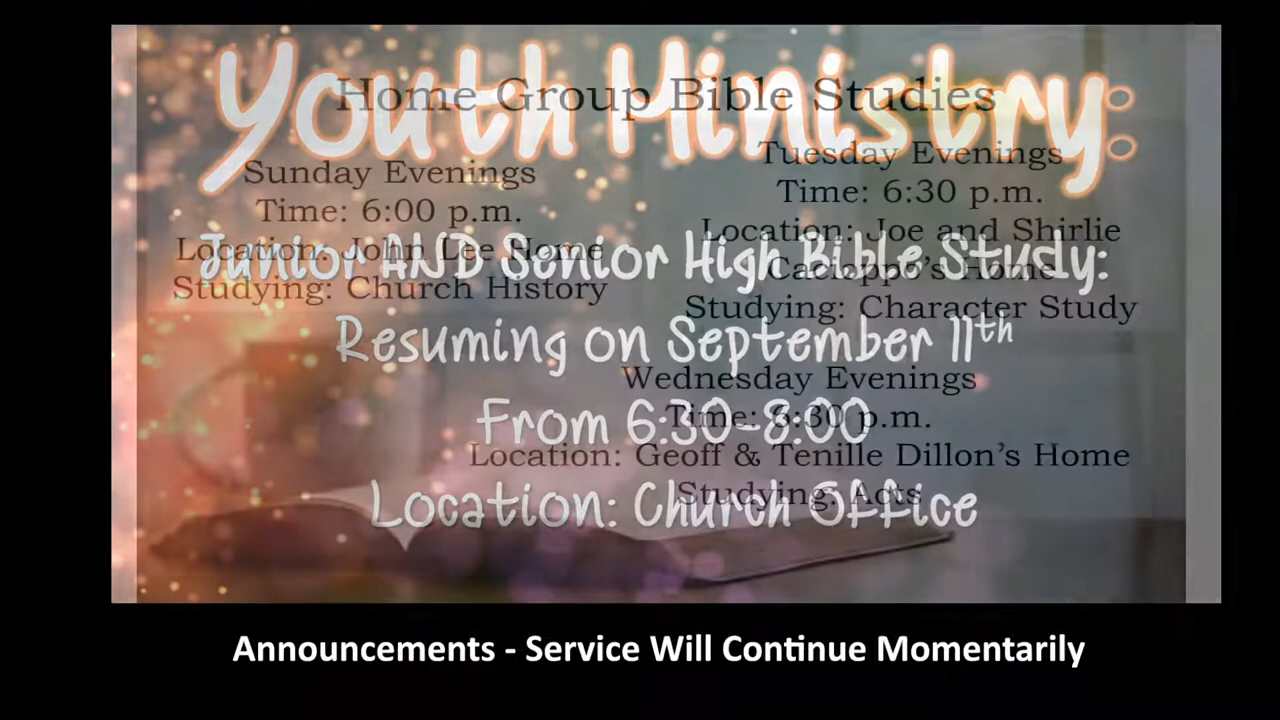 Youth Ministry:
Junior AND Senior High Bible Study:
Resuming on September 11th
From 6:30-8:00
Location: Church Office
Home Group Bible Studies
Sunday Evenings
Time: 6:00 p.m.
Location: John Lee Home
Studying: Church History
Tuesday Evenings
Time: 6:30 p.m.
Location: Joe and Shirlie
Cacioppo's Home
Studying: Character Study
Wednesday Evenings
Time: 6:30 p.m.
Location: Geoff & Tenille Dillon's Home
Studying: Acts
Announcements - Service Will Continue Momentarily